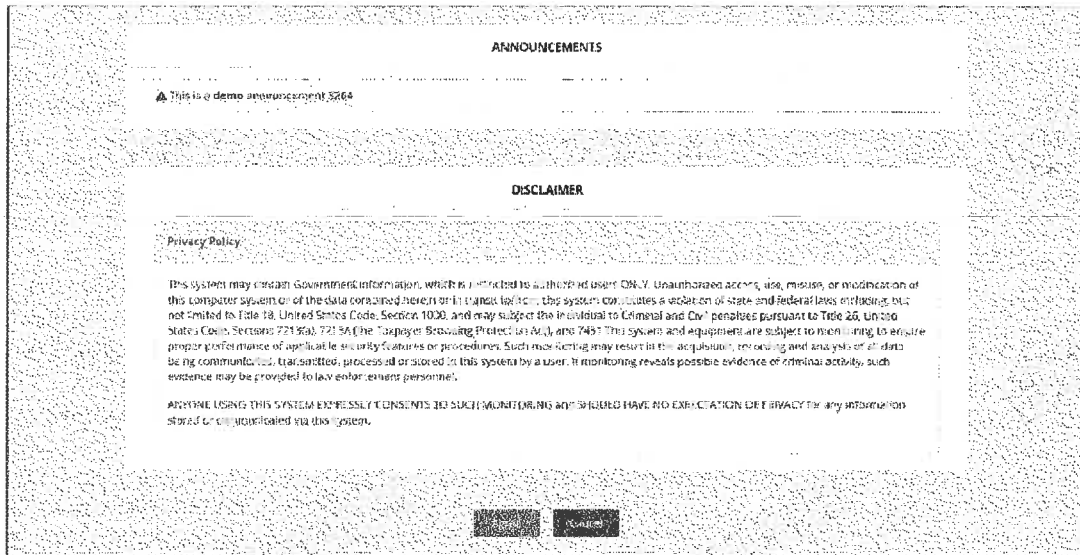 ANNOUNCEMENTS
This is a demo announcement 3264
DISCLAIMER
Privacy Policy
This system may contain Government information, which is restricted to authorized users ONLY. Unauthorized access, use, misuse, or modification of
this computer system or of the data contained herein or in transit to/from this system constitutes a violation of state and federal laws including, but
not limited to Title 18, United States Code, Section 1030, and may subject the individual to Criminal and Civil penalties pursuant to Title 26, United
States Code, Sections 7213(a), 7213A (the Taxpayer Browsing Protection Act), and 7431 This system and equipment are subject to monitoring to ensure
proper performance of applicable security features or procedures. Such monitoring may result in the acquisition, recording and analysis of all data
being communicated, transmitted, processed or stored in this system by a user. If monitoring reveals possible evidence of criminal activity, such
evidence may be provided to law enforcement personnel.
ANYONE USING THIS SYSTEM EXPRESSLY CONSENTS TO SUCH MONITORING and SHOULD HAVE NO EXPECTATION OF PRIVACY for any information
stored or communicated via this system.
Cancel